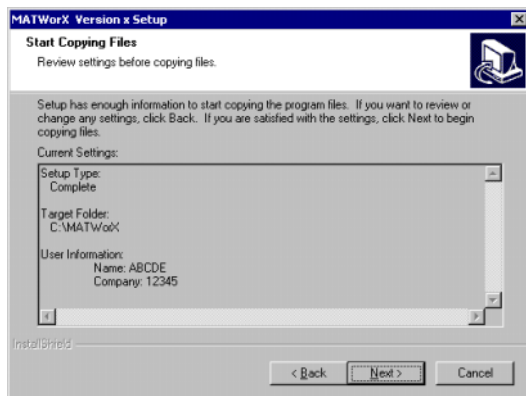 MATWorX Version x Setup
Start Copying Files
Review settings before copying files.
Setup has enough information to start copying the program files. If you want to review or
change any settings, click Back. If you are satisfied with the settings, click Next to begin
copying files.
Current Settings:
Setup Type:
Complete
Target Folder:
C:\MATWorX
User Information:
Name: ABCDE
Company: 12345
InstallShield
< Back
Next >
Cancel